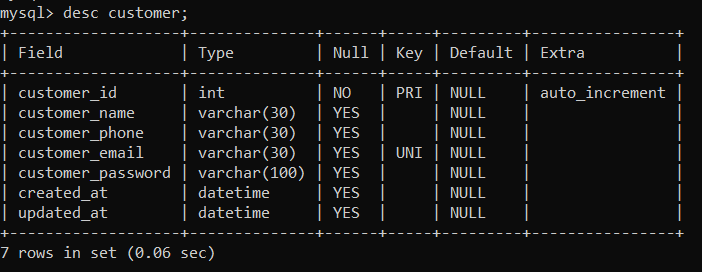 mysql> desc customer;
+-------------------+--------------+------+-----+---------+----------------+
| Field             | Type         | Null | Key | Default | Extra          |
+-------------------+--------------+------+-----+---------+----------------+
| customer_id       | int          | NO   | PRI | NULL    | auto_increment |
| customer_name     | varchar(30)  | YES  |     | NULL    |                |
| customer_phone    | varchar(30)  | YES  |     | NULL    |                |
| customer_email    | varchar(30)  | YES  | UNI | NULL    |                |
| customer_password | varchar(100) | YES  |     | NULL    |                |
| created_at        | datetime     | YES  |     | NULL    |                |
| updated_at        | datetime     | YES  |     | NULL    |                |
+-------------------+--------------+------+-----+---------+----------------+
7 rows in set (0.06 sec)